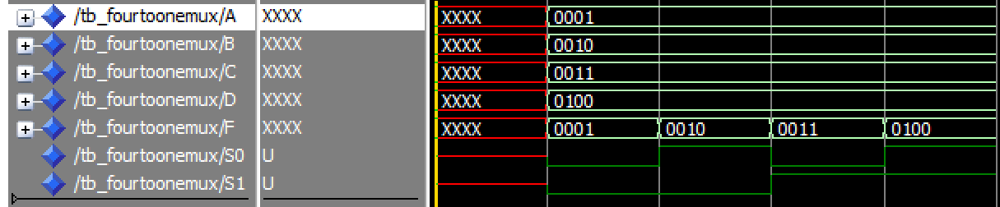 /tb_fourtoonemux/A XXXX XXXX 0001
/tb_fourtoonemux/B XXXX XXXX 0010
/tb_fourtoonemux/C XXXX XXXX 0011
/tb_fourtoonemux/D XXXX XXXX 0100
/tb_fourtoonemux/F XXXX XXXX 0001 0010 0011 0100
/tb_fourtoonemux/S0 U
/tb_fourtoonemux/S1 U